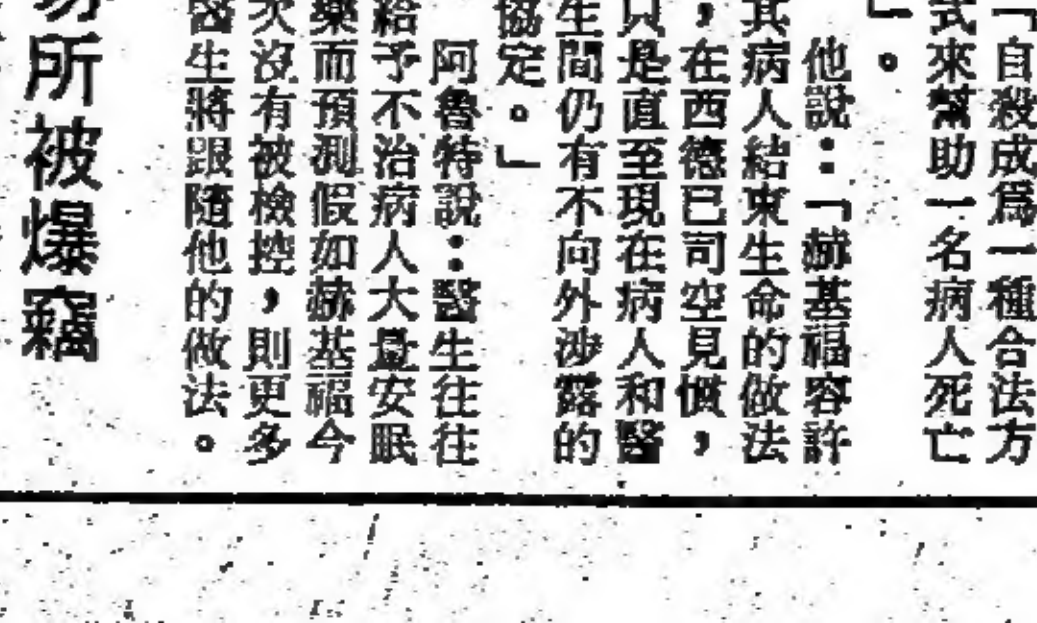 「自殺成爲一種合法方
式來幫助一名病人死亡
」。
他說：「赫基福容許
其病人結束生命的做法
，在西德已司空見慣，
只是直至現在病人和醫
生間仍有不向外涉露的
協定。」
阿魯特說：醫生往往
給予不治病人大量安眠
藥而預測假如赫基福今
次沒有被檢控，則更多
醫生將跟隨他的做法。
所被爆竊